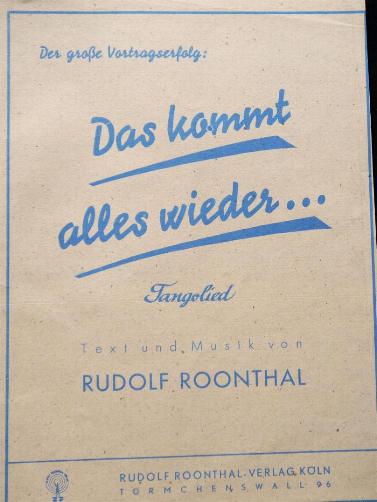 Der große Vortragserfolg:
Das kommt
alles wieder...
Tangolied
Text und Musik von
RUDOLF ROONTHAL
RUDOLF ROONTHAL-VERLAG, KÖLN
TÖRMCHENSWALL 96